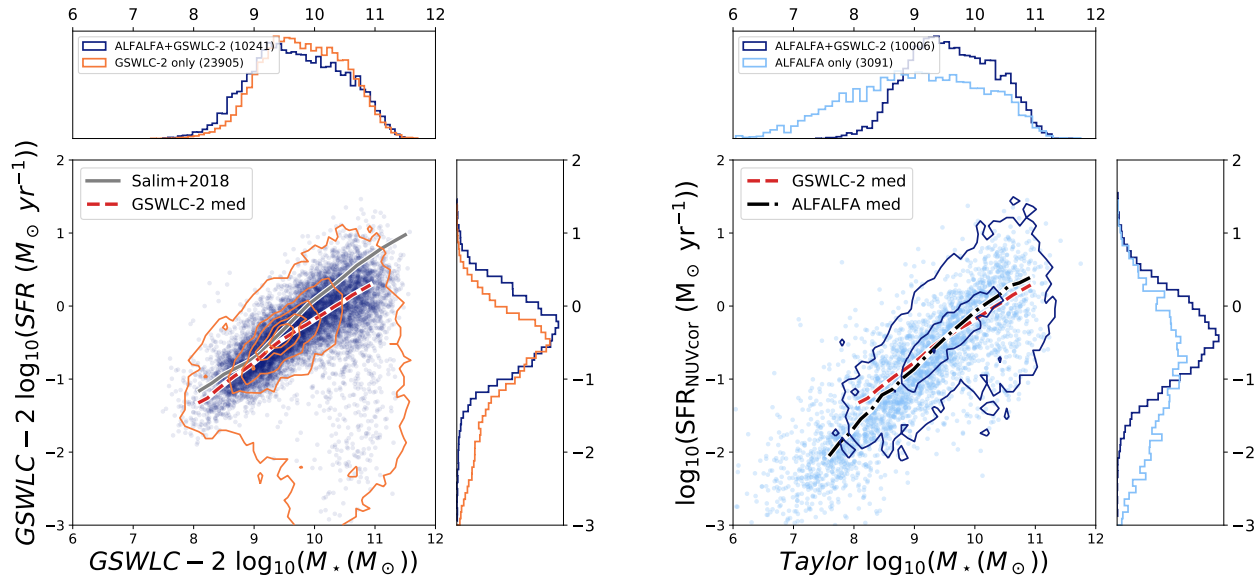 6 7 8 9 10 11 12
ALFALFA+GSWLC-2 (10241)
GSWLC-2 only (23905)
2
1
0
−1
−2
−3
Salim+2018
GSWLC-2 med
GSWLC − 2 log₁₀(SFR (M⊙ yr⁻¹))
6 7 8 9 10 11 12
GSWLC − 2 log₁₀(M⋆(M⊙))
2
1
0
−1
−2
−3
6 7 8 9 10 11 12
ALFALFA+GSWLC-2 (10006)
ALFALFA only (3091)
2
1
0
−1
−2
−3
GSWLC-2 med
ALFALFA med
log₁₀(SFR_NUVcor (M⊙ yr⁻¹))
6 7 8 9 10 11 12
Taylor log₁₀(M⋆(M⊙))
2
1
0
−1
−2
−3